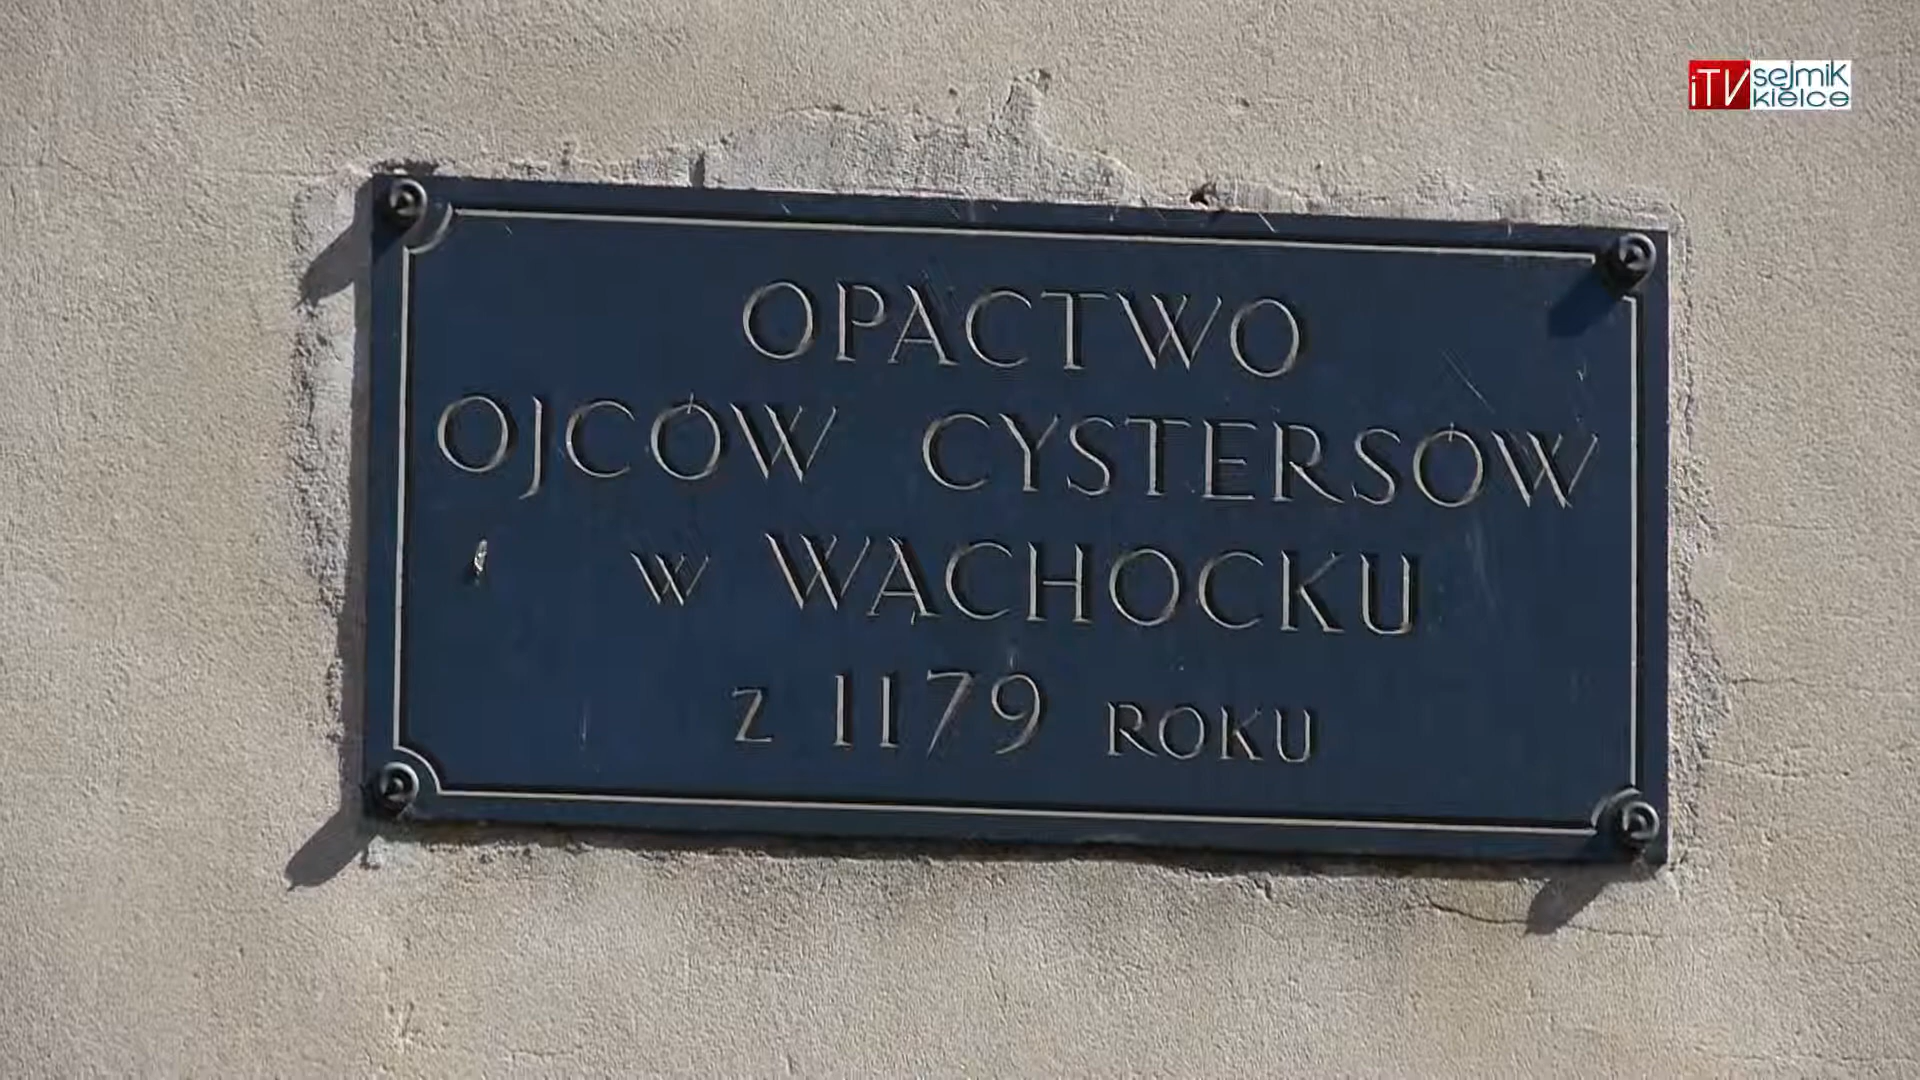 iTV sejmik
kielce
OPACTWO
OJCÓW CYSTERSÓW
w WĄCHOCKU
z 1179 ROKU